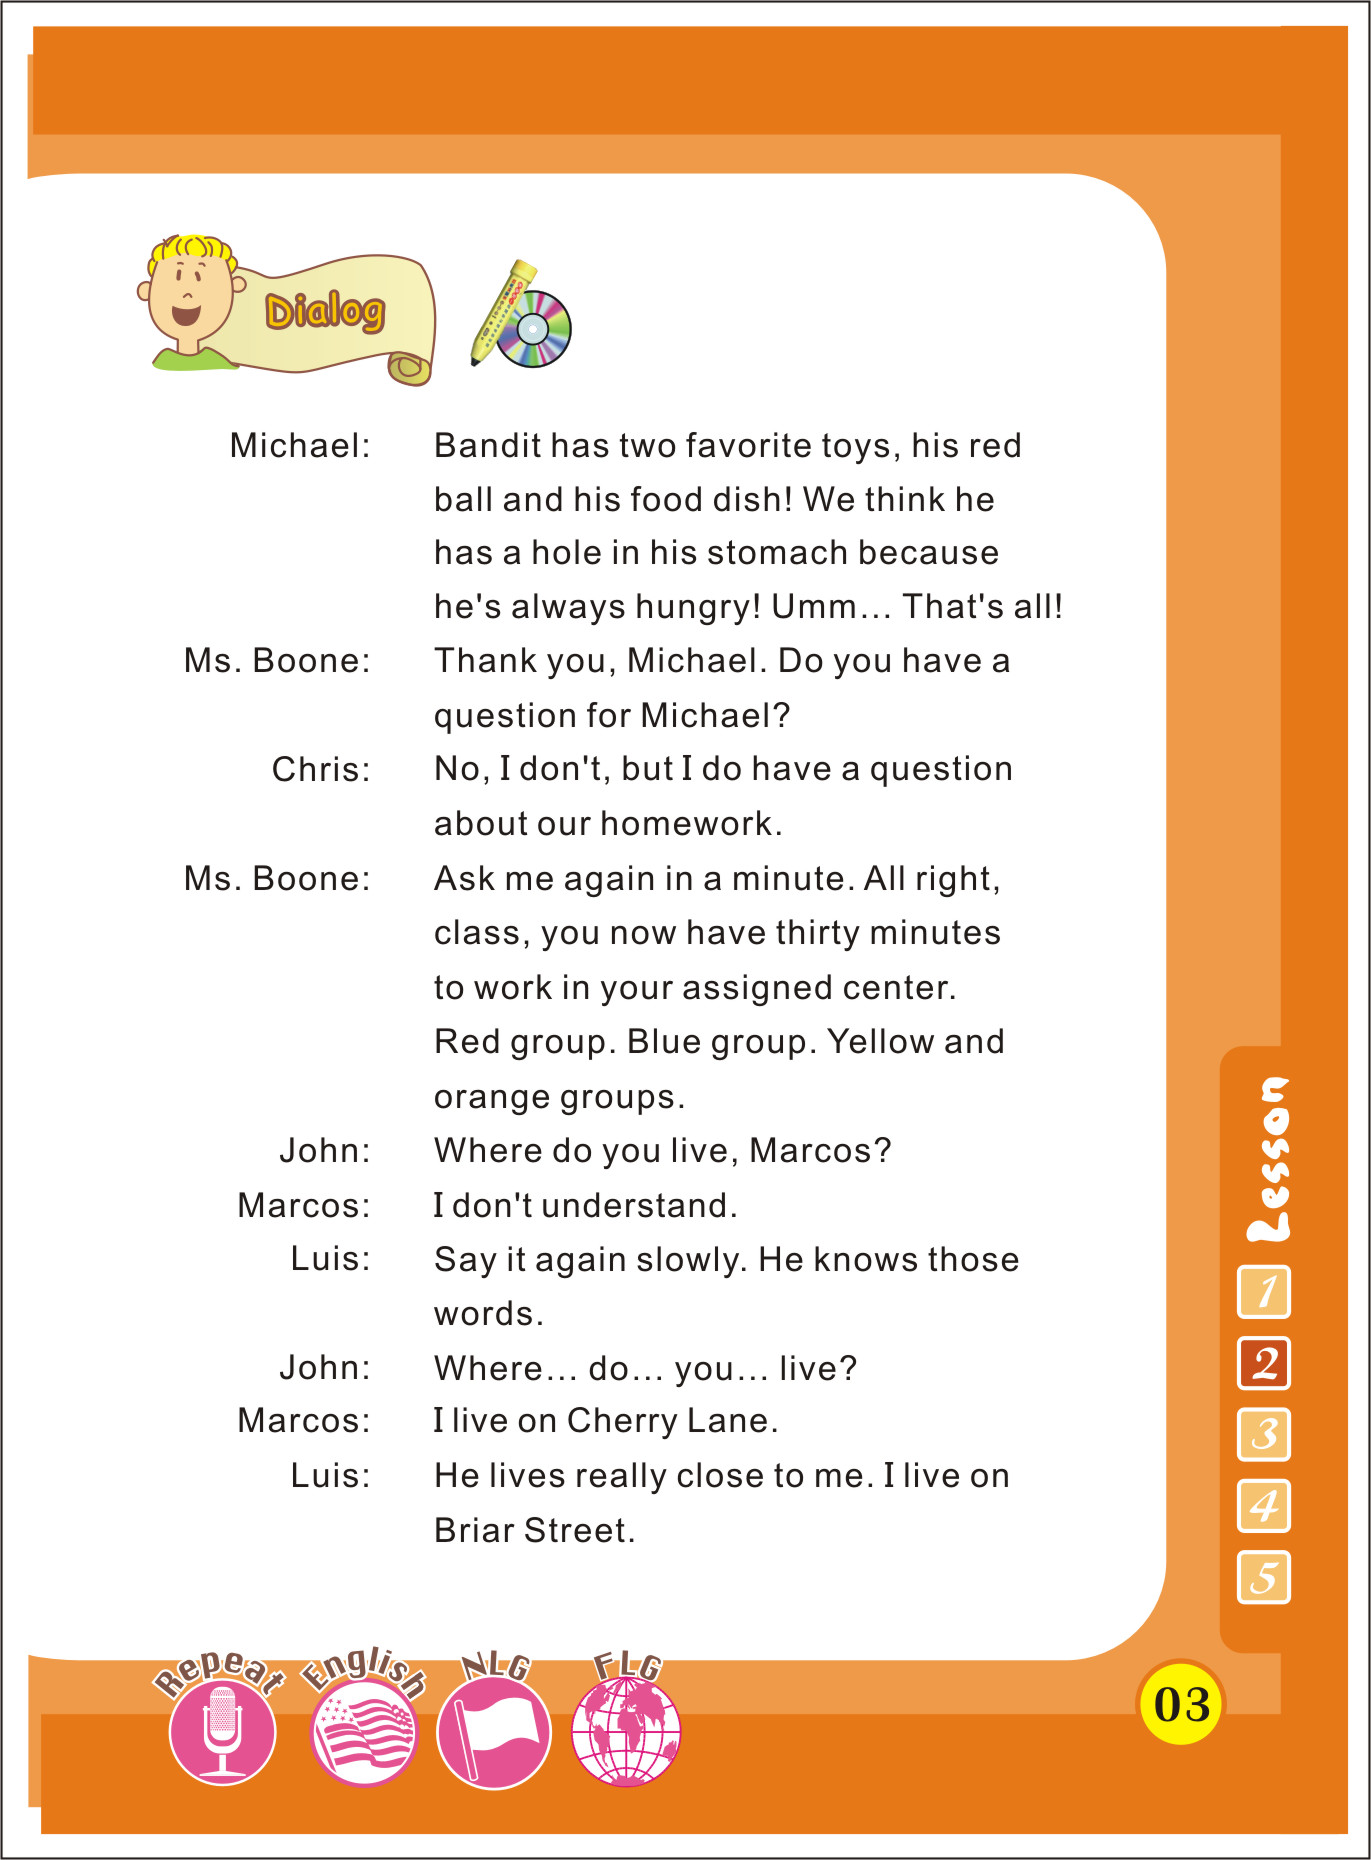 Dialog
Michael: Bandit has two favorite toys, his red
ball and his food dish! We think he
has a hole in his stomach because
he's always hungry! Umm... That's all!
Ms. Boone: Thank you, Michael. Do you have a
question for Michael?
Chris: No, I don't, but I do have a question
about our homework.
Ms. Boone: Ask me again in a minute. All right,
class, you now have thirty minutes
to work in your assigned center.
Red group. Blue group. Yellow and
orange groups.
John: Where do you live, Marcos?
Marcos: I don't understand.
Luis: Say it again slowly. He knows those
words.
John: Where... do... you... live?
Marcos: I live on Cherry Lane.
Luis: He lives really close to me. I live on
Briar Street.
Lesson
1
2
3
4
5
Repeat English NLG FLG
03